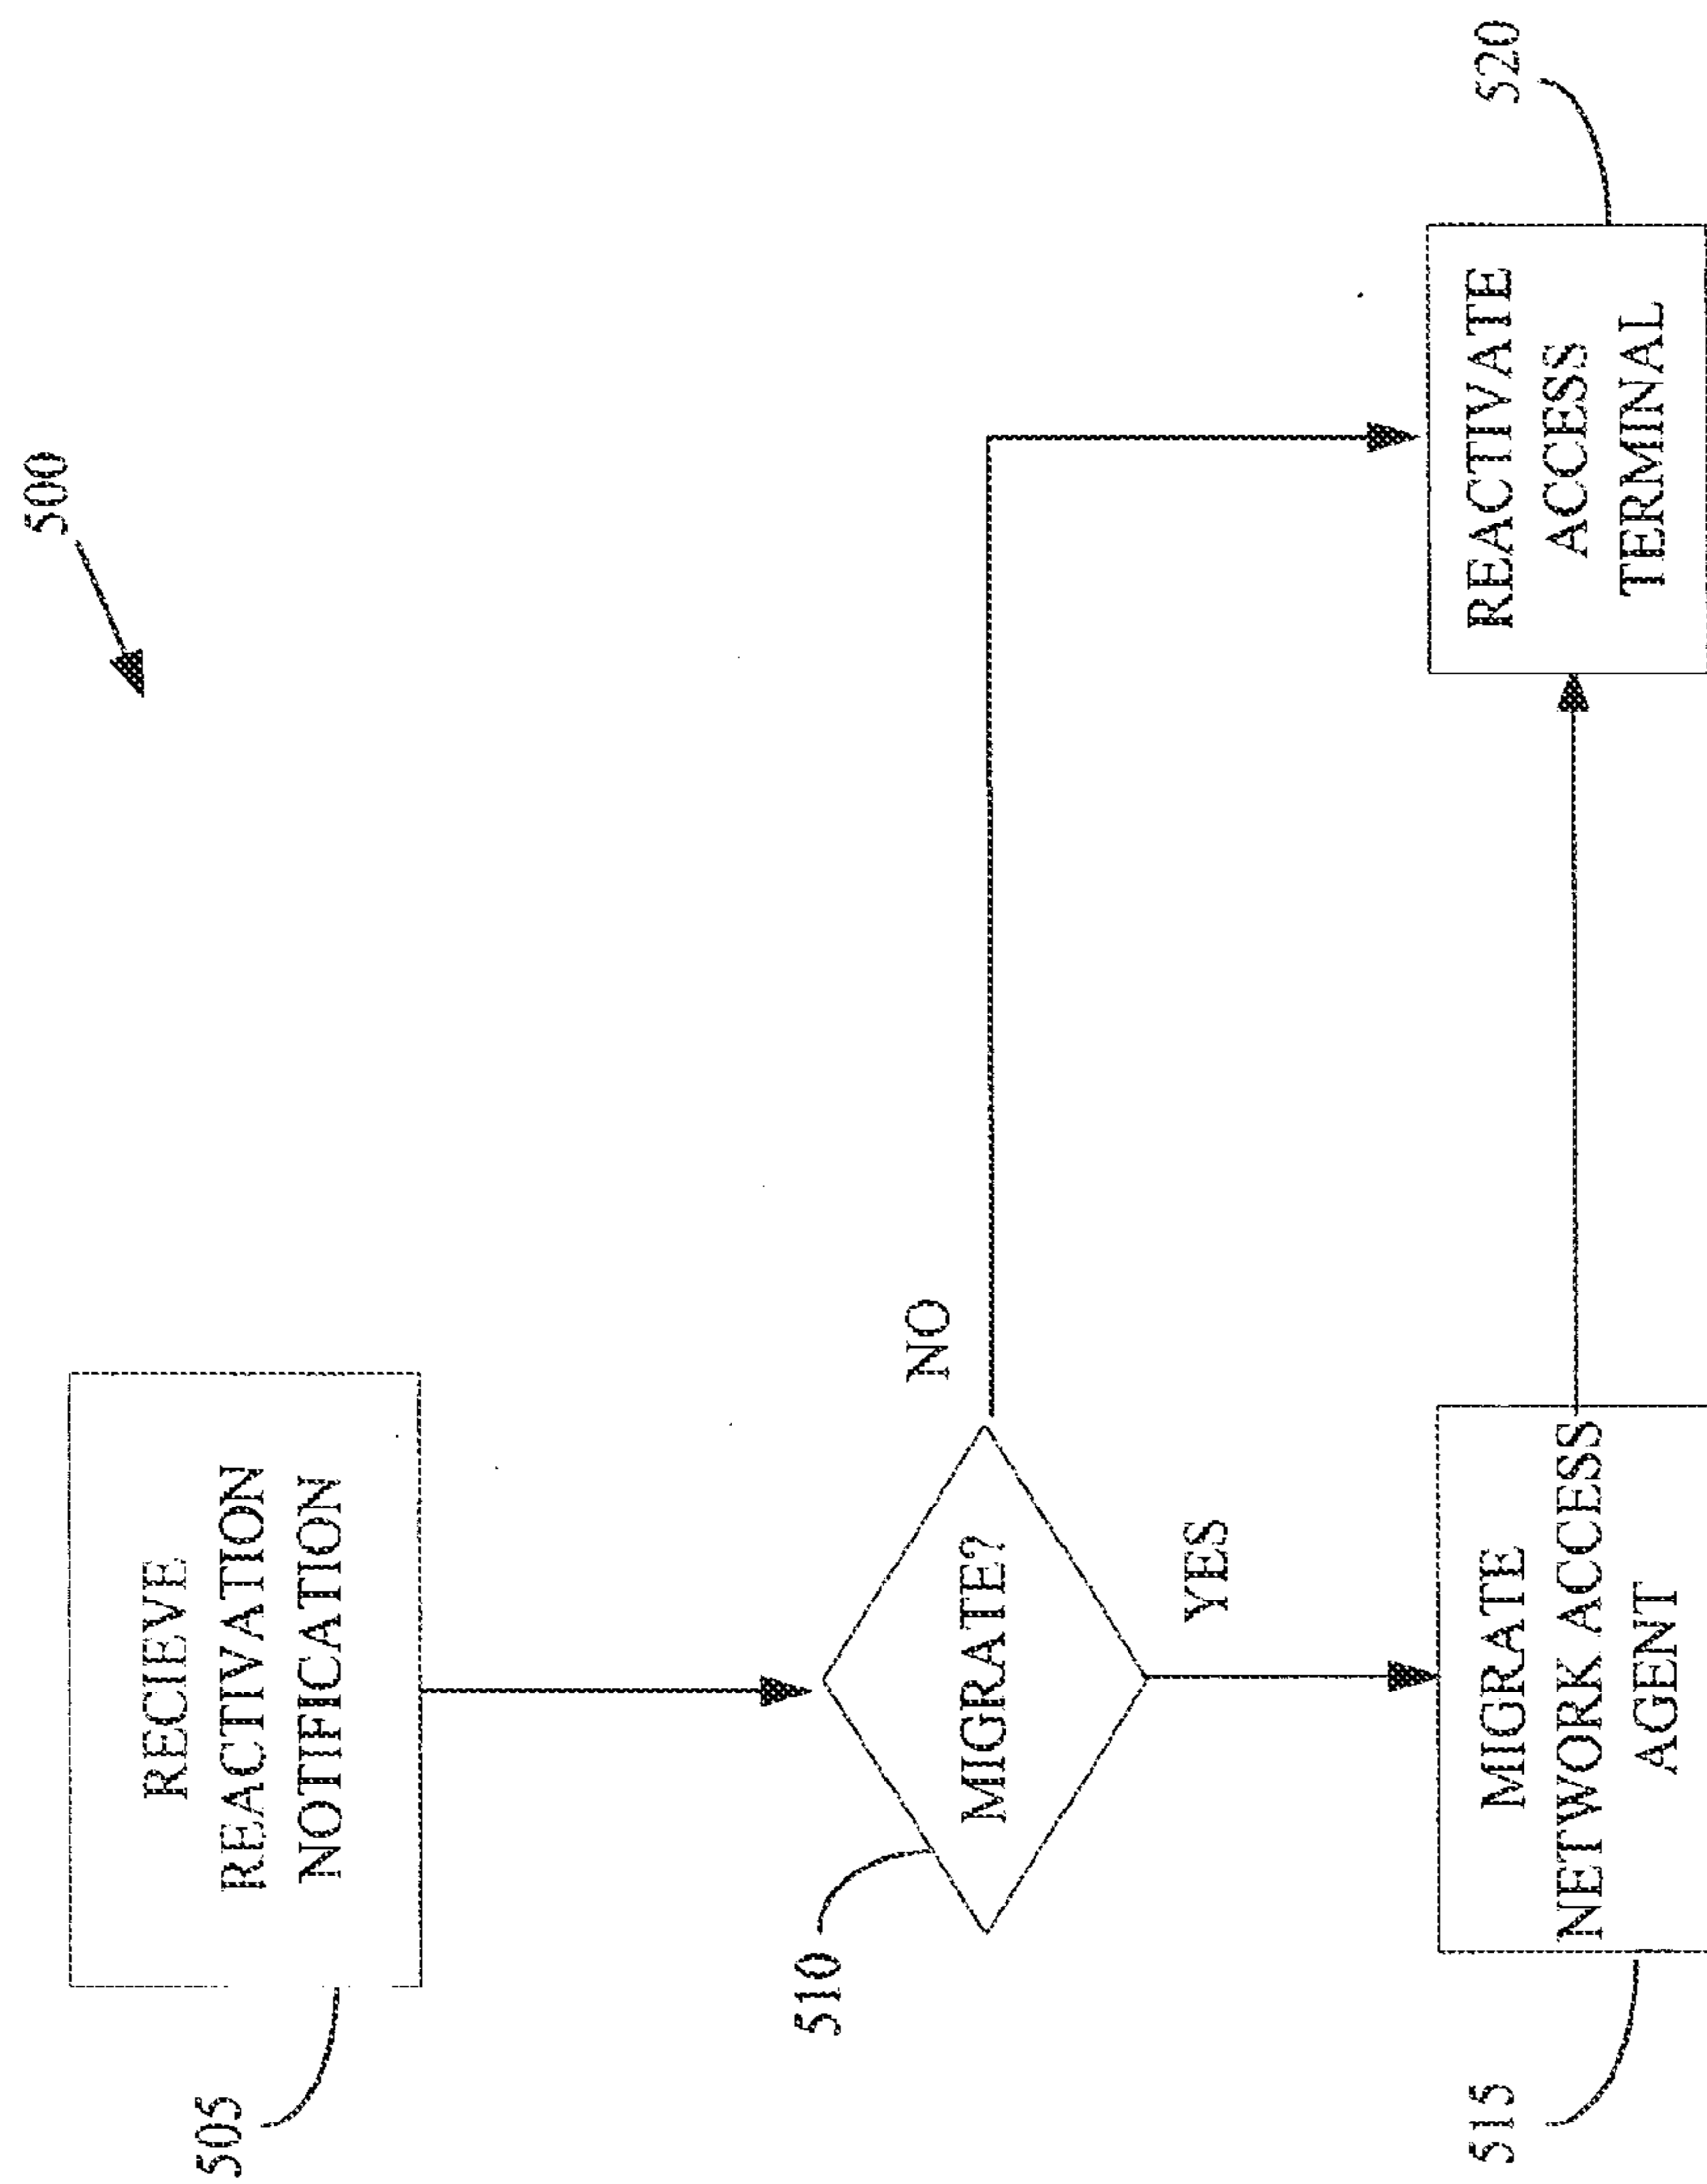 500
RECIEVE
REACTIVATION
NOTIFICATION
505
MIGRATE?
510
NO
YES
MIGRATE
NETWORK ACCESS
AGENT
515
REACTIVATE
ACCESS
TERMINAL
520